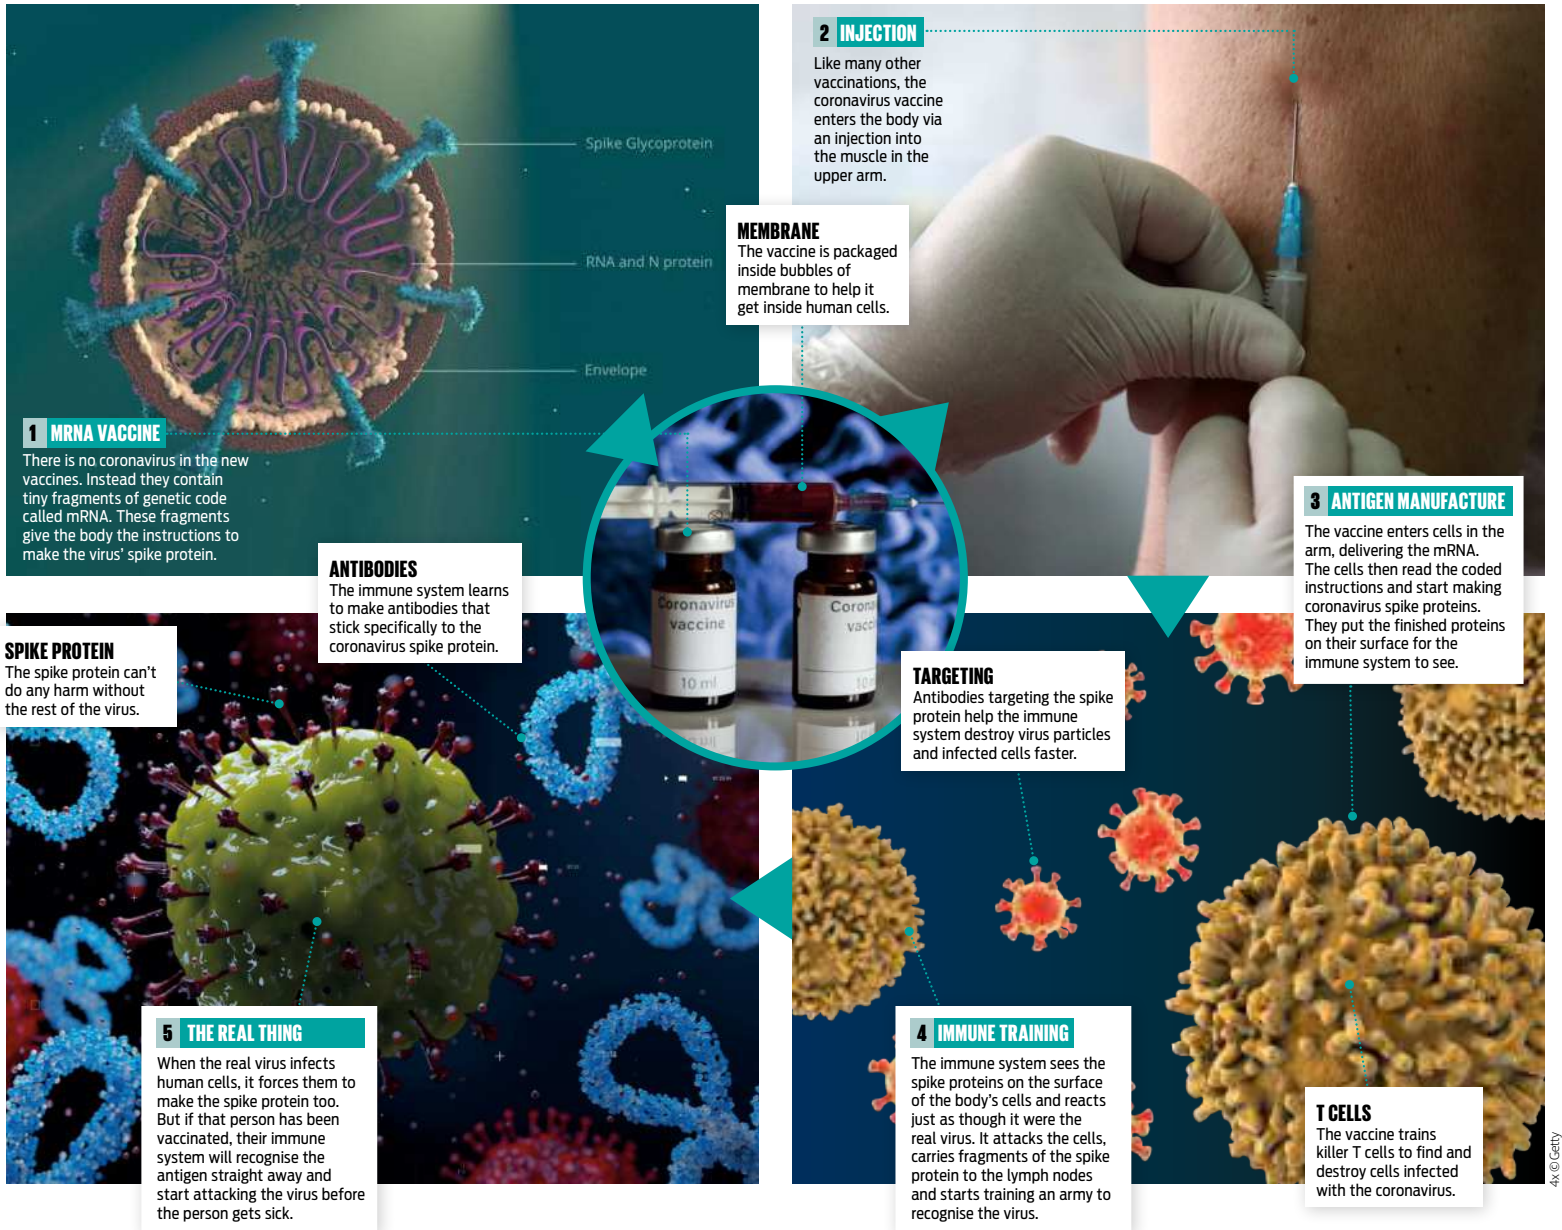 Spike Glycoprotein
RNA and N protein
Envelope
1 MRNA VACCINE
There is no coronavirus in the new
vaccines. Instead they contain
tiny fragments of genetic code
called mRNA. These fragments
give the body the instructions to
make the virus' spike protein.
2 INJECTION
Like many other
vaccinations, the
coronavirus vaccine
enters the body via
an injection into
the muscle in the
upper arm.
MEMBRANE
The vaccine is packaged
inside bubbles of
membrane to help it
get inside human cells.
3 ANTIGEN MANUFACTURE
The vaccine enters cells in the
arm, delivering the mRNA.
The cells then read the coded
instructions and start making
coronavirus spike proteins.
They put the finished proteins
on their surface for the
immune system to see.
ANTIBODIES
The immune system learns
to make antibodies that
stick specifically to the
coronavirus spike protein.
Coronavirus
vaccine
10 ml
Corona
vacc
10
SPIKE PROTEIN
The spike protein can't
do any harm without
the rest of the virus.
TARGETING
Antibodies targeting the spike
protein help the immune
system destroy virus particles
and infected cells faster.
4 IMMUNE TRAINING
The immune system sees the
spike proteins on the surface
of the body's cells and reacts
just as though it were the
real virus. It attacks the cells,
carries fragments of the spike
protein to the lymph nodes
and starts training an army to
recognise the virus.
T CELLS
The vaccine trains
killer T cells to find and
destroy cells infected
with the coronavirus.
5 THE REAL THING
When the real virus infects
human cells, it forces them to
make the spike protein too.
But if that person has been
vaccinated, their immune
system will recognise the
antigen straight away and
start attacking the virus before
the person gets sick.
4x © Getty